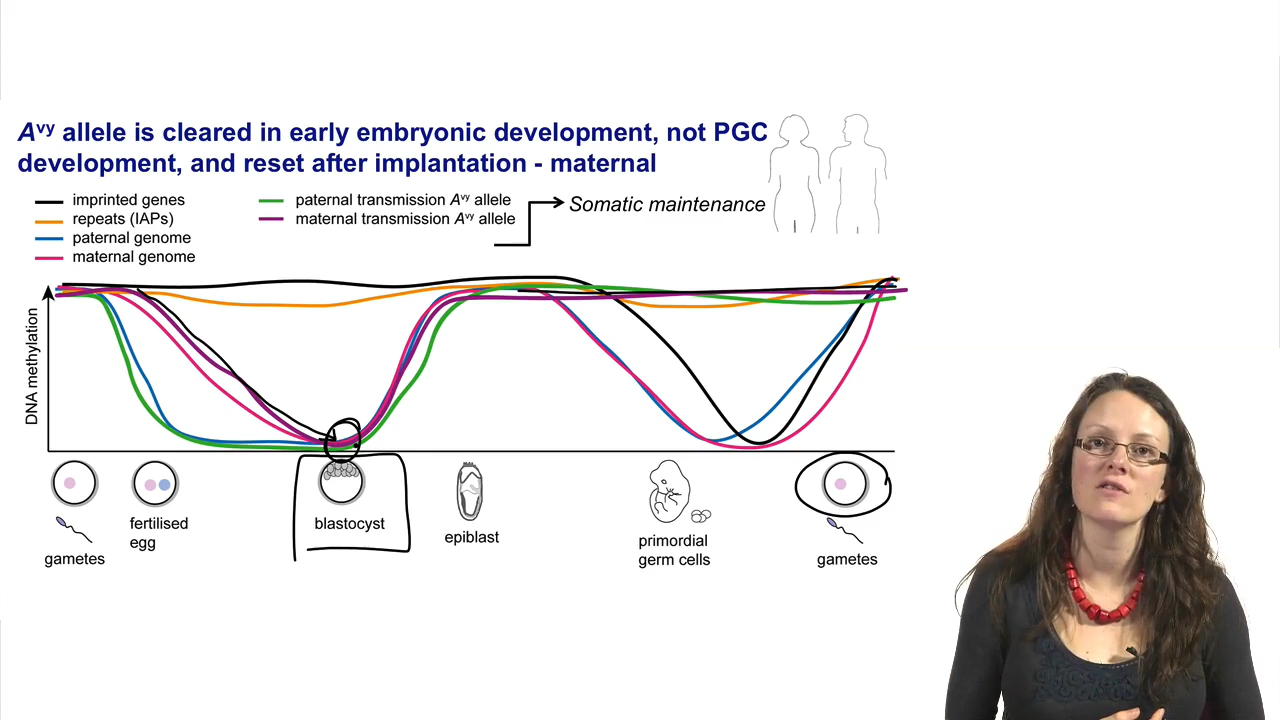 Avy allele is cleared in early embryonic development, not PGC
development, and reset after implantation - maternal
imprinted genes
repeats (IAPs)
paternal genome
maternal genome
paternal transmission Avy allele
maternal transmission Avy allele
Somatic maintenance
DNA methylation
gametes
fertilised
egg
blastocyst
epiblast
primordial
germ cells
gametes